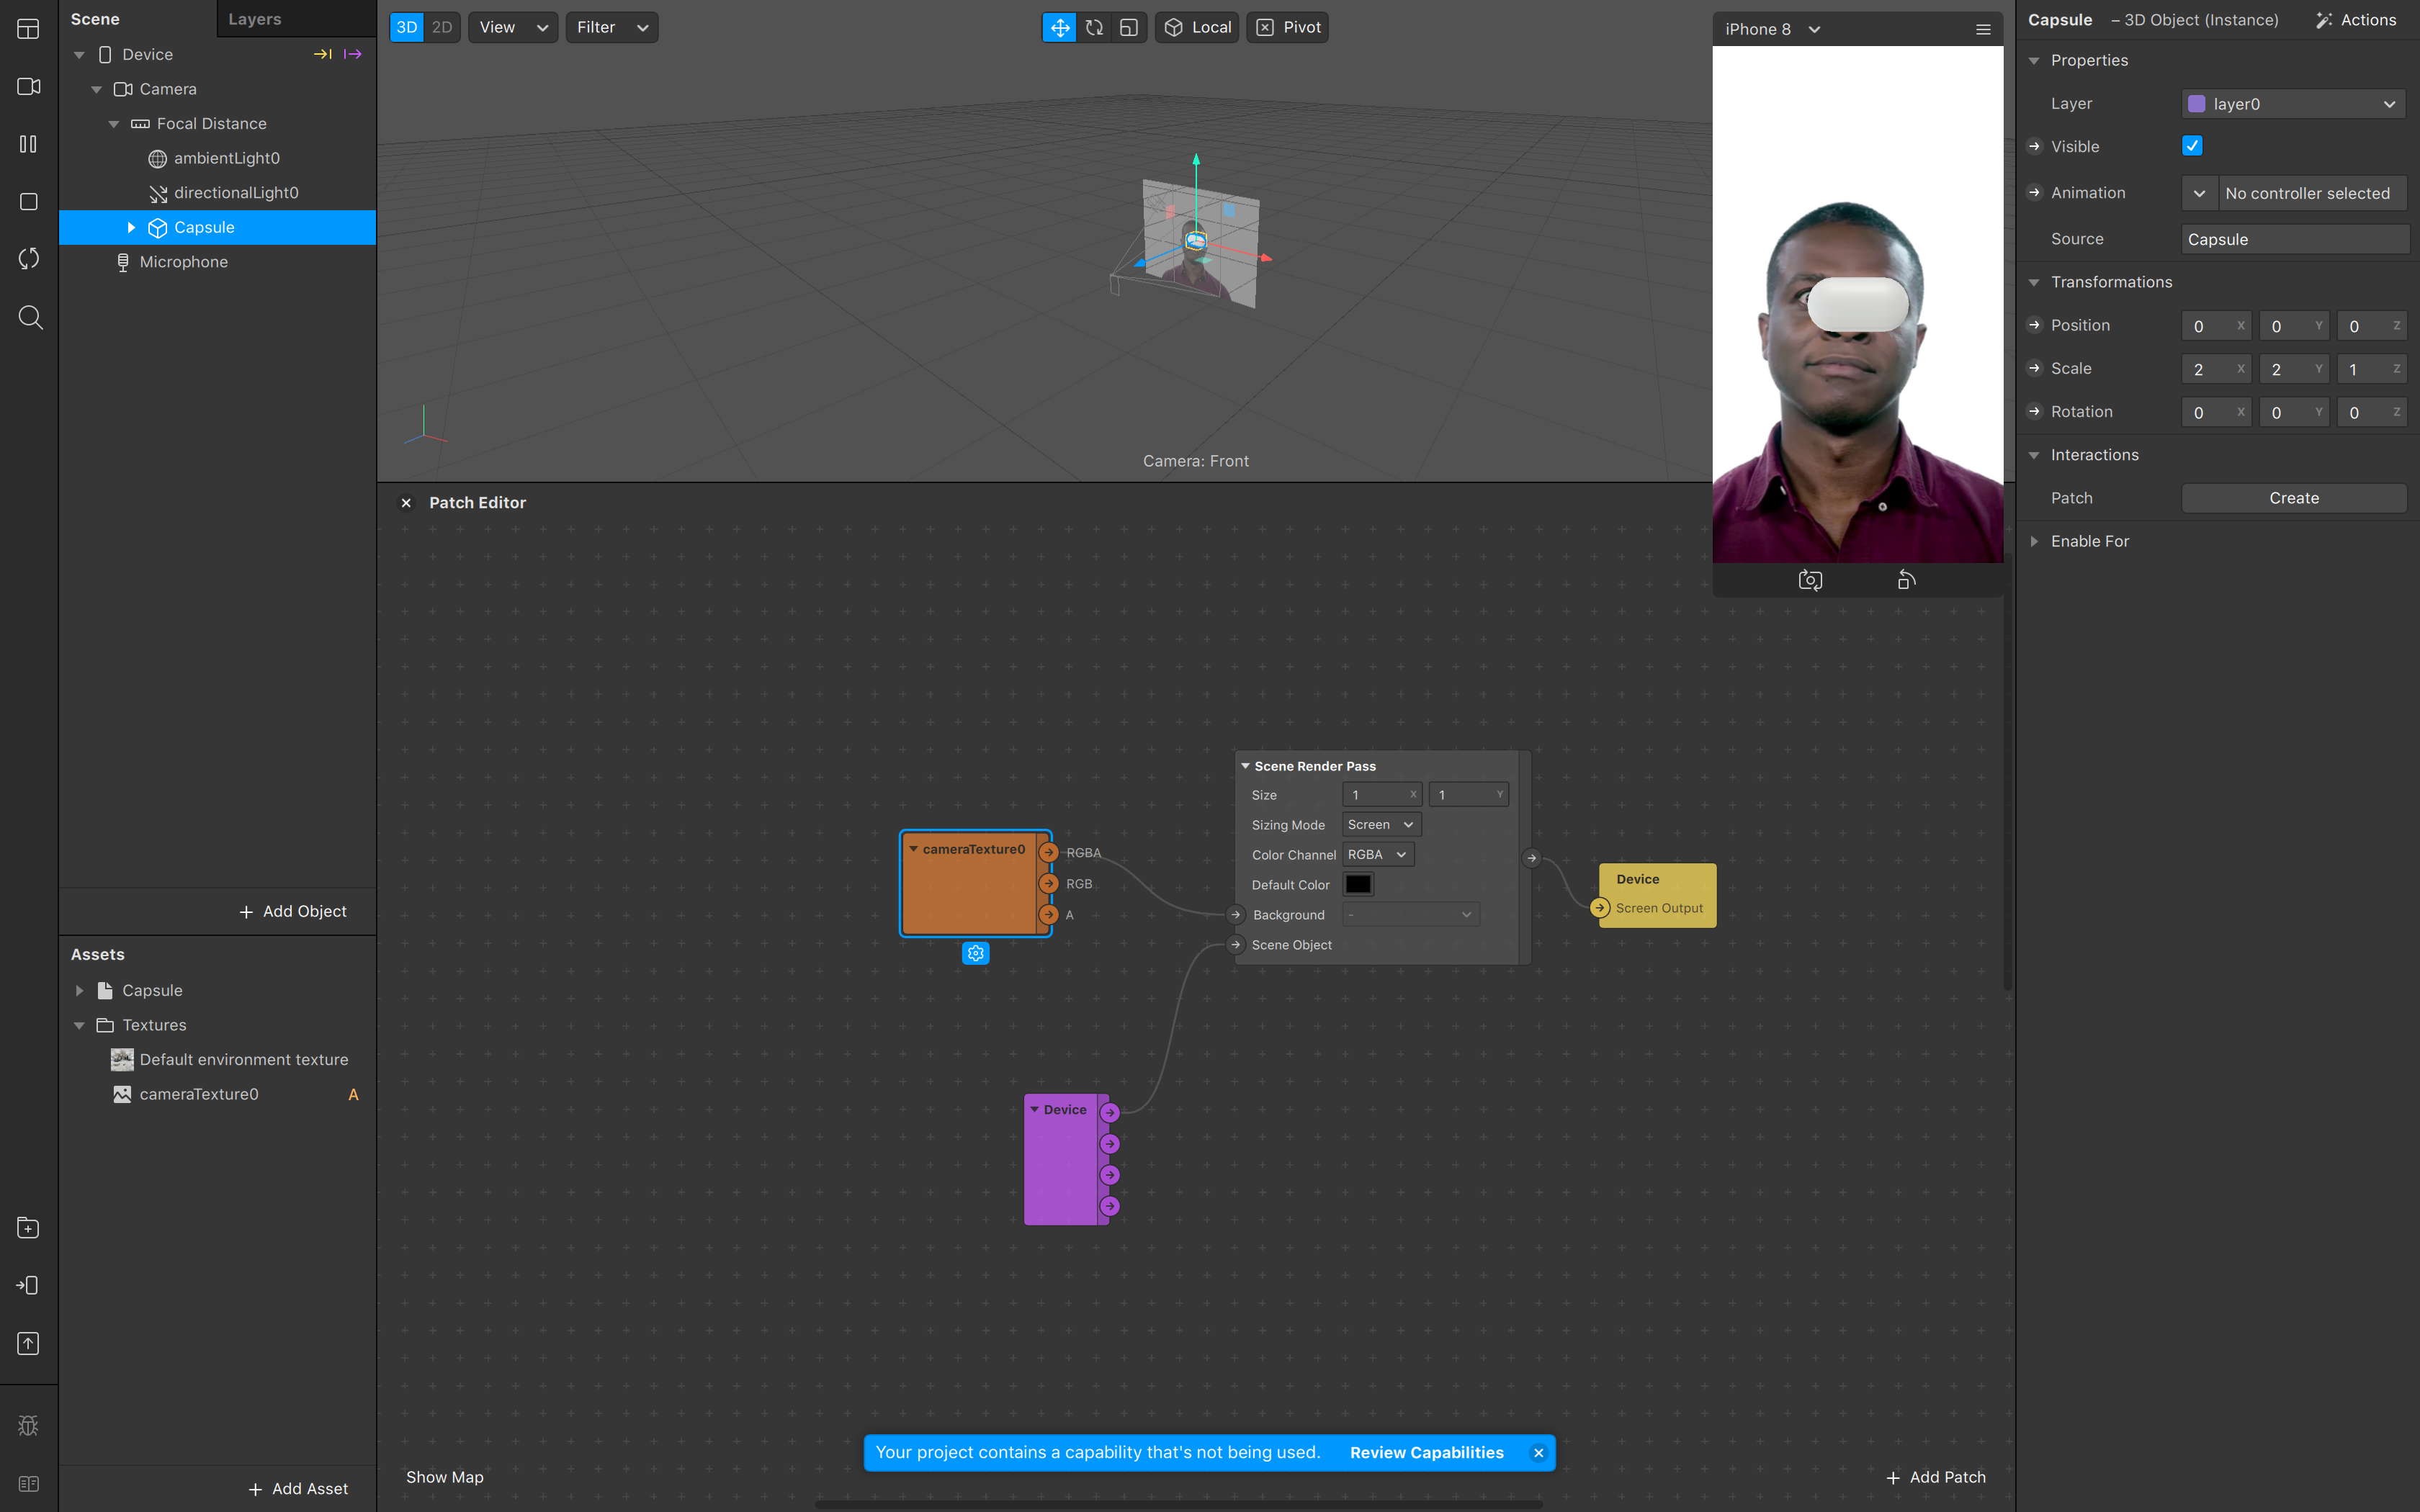 Scene
Layers
Device
Camera
Focal Distance
ambientLight0
directionalLight0
Capsule
Microphone
Add Object
Assets
Capsule
Textures
Default environment texture
cameraTexture0 A
Add Asset
3D 2D View Filter
Local Pivot
Camera: Front
iPhone 8
Patch Editor
cameraTexture0
RGBA
RGB
A
Scene Render Pass
Size 1 X 1 Y
Sizing Mode Screen
Color Channel RGBA
Default Color
Background -
Scene Object
Device
Screen Output
Device
Your project contains a capability that's not being used. Review Capabilities
Show Map
Add Patch
Capsule – 3D Object (Instance) Actions
Properties
Layer layer0
Visible
Animation No controller selected
Source Capsule
Transformations
Position 0 X 0 Y 0 Z
Scale 2 X 2 Y 1 Z
Rotation 0 X 0 Y 0 Z
Interactions
Patch Create
Enable For